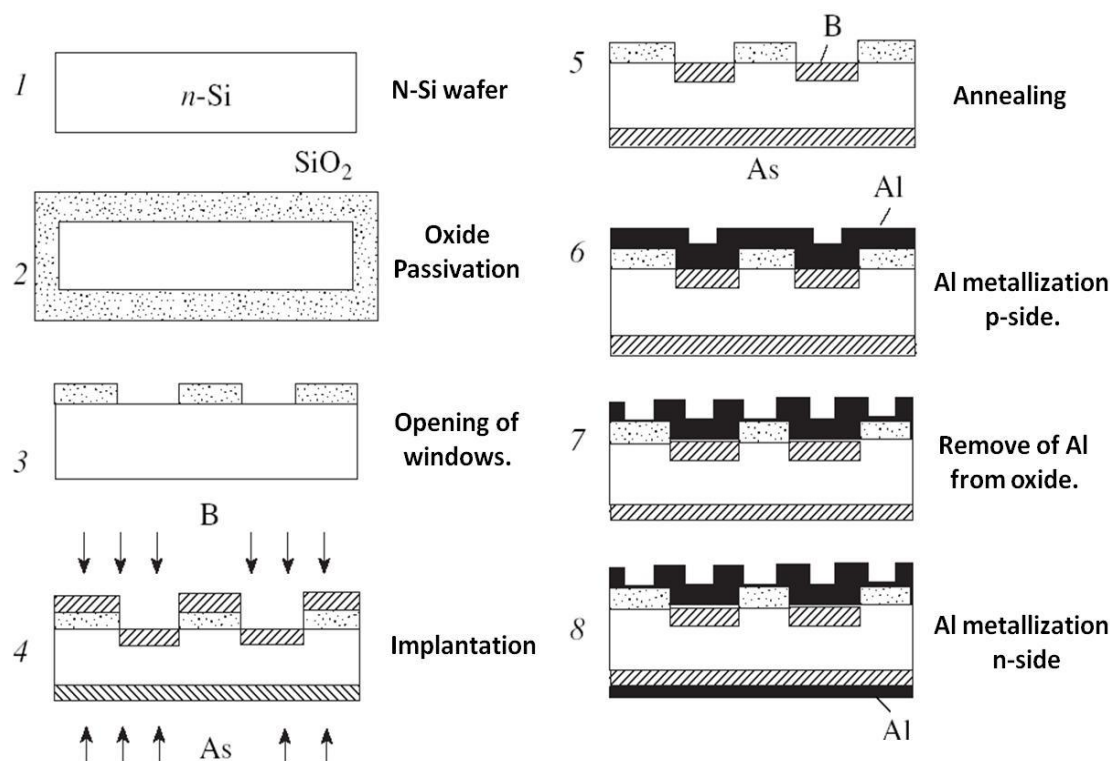 1
n-Si
N-Si wafer
SiO₂
2
Oxide
Passivation
3
Opening of
windows.
B
4
Implantation
As
B
5
Annealing
As
Al
6
Al metallization
p-side.
7
Remove of Al
from oxide.
8
Al metallization
n-side
Al